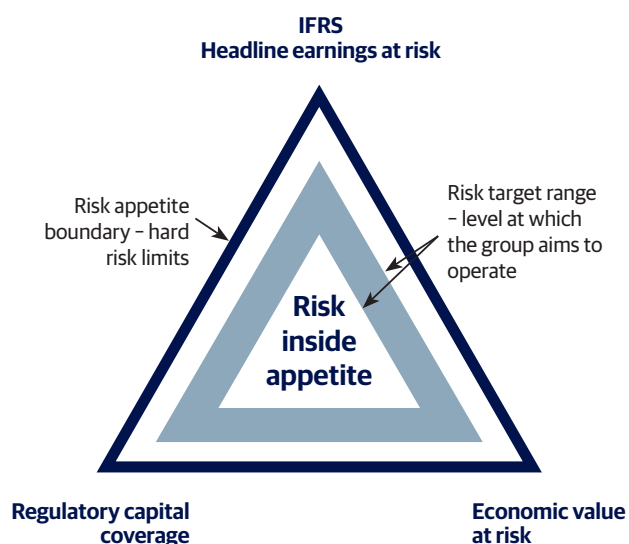 IFRS
Headline earnings at risk
Risk appetite
boundary – hard
risk limits
Risk target range
– level at which
the group aims to
operate
Risk
inside
appetite
Regulatory capital
coverage
Economic value
at risk